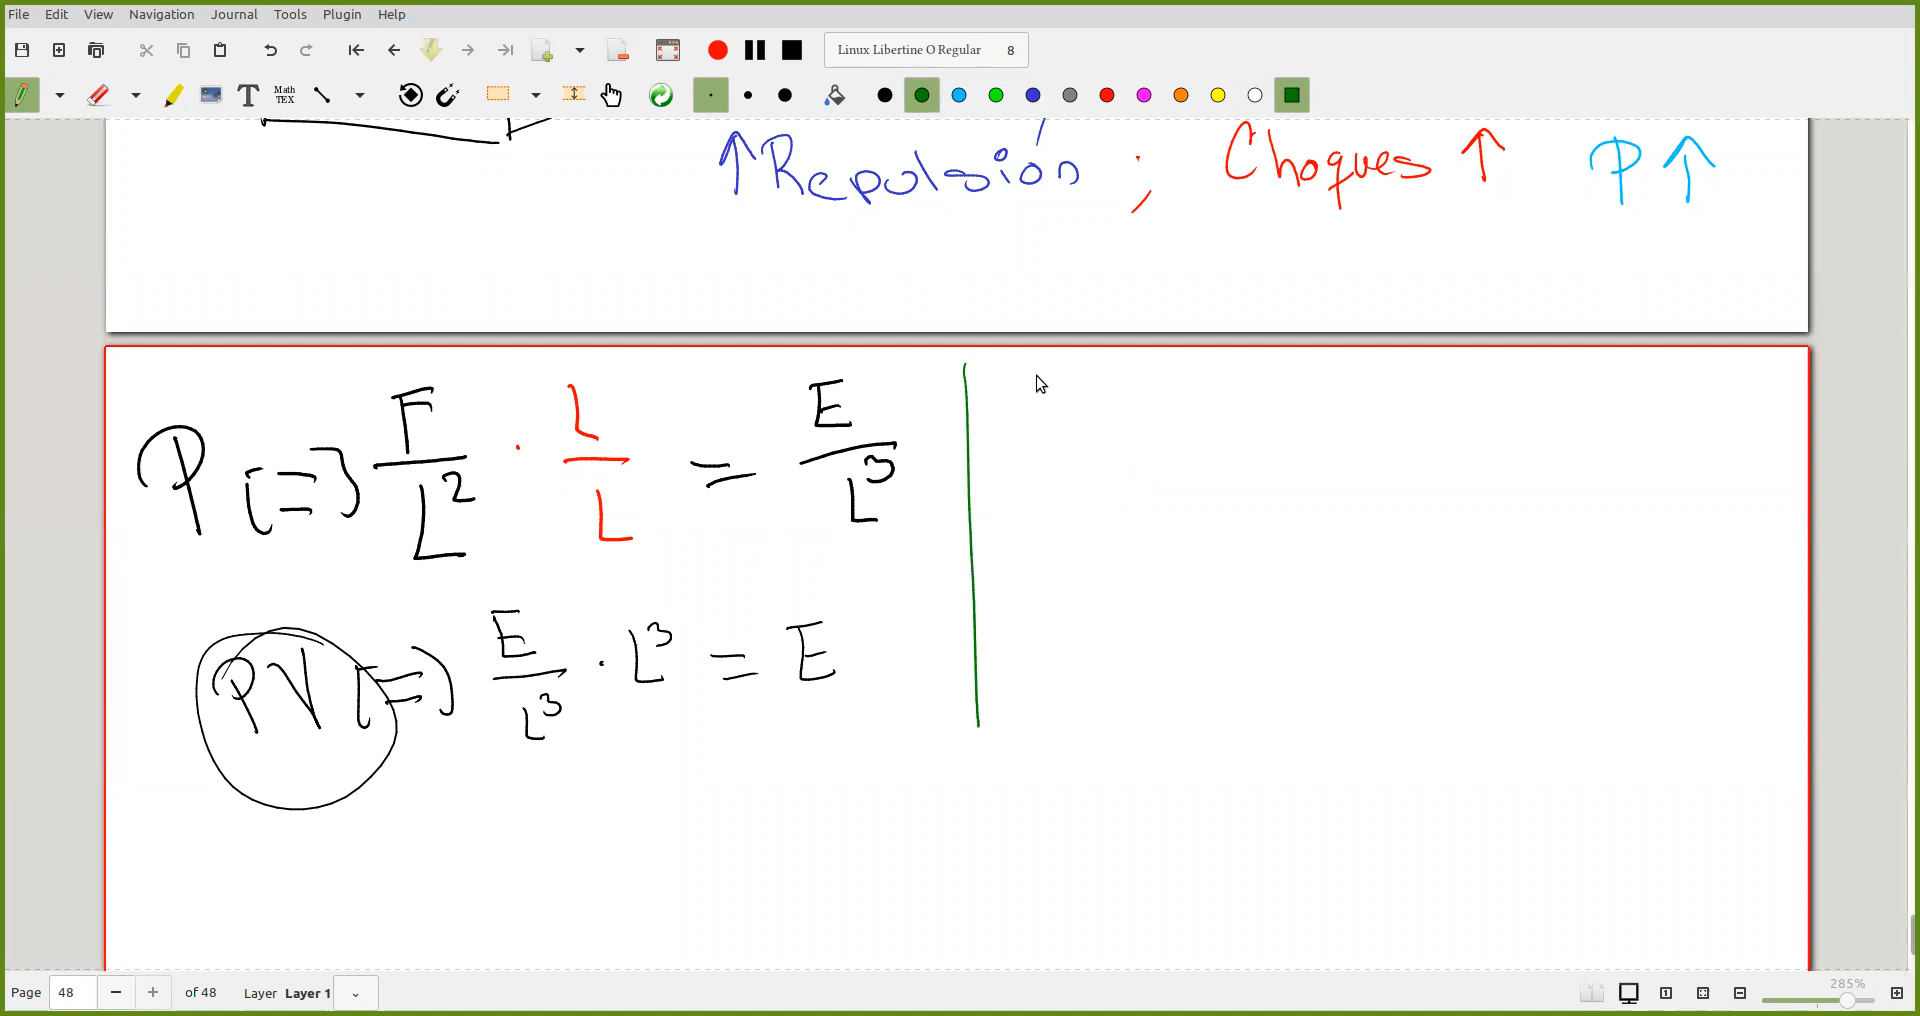 File Edit View Navigation Journal Tools Plugin Help
Linux Libertine O Regular 8
T Math TEX
↑Repulsión ; Choques ↑ P ↑
P [=] F/L² · L/L = E/L³
PV [=] E/L³ · L³ = E
Page 48 of 48 Layer Layer 1 285%